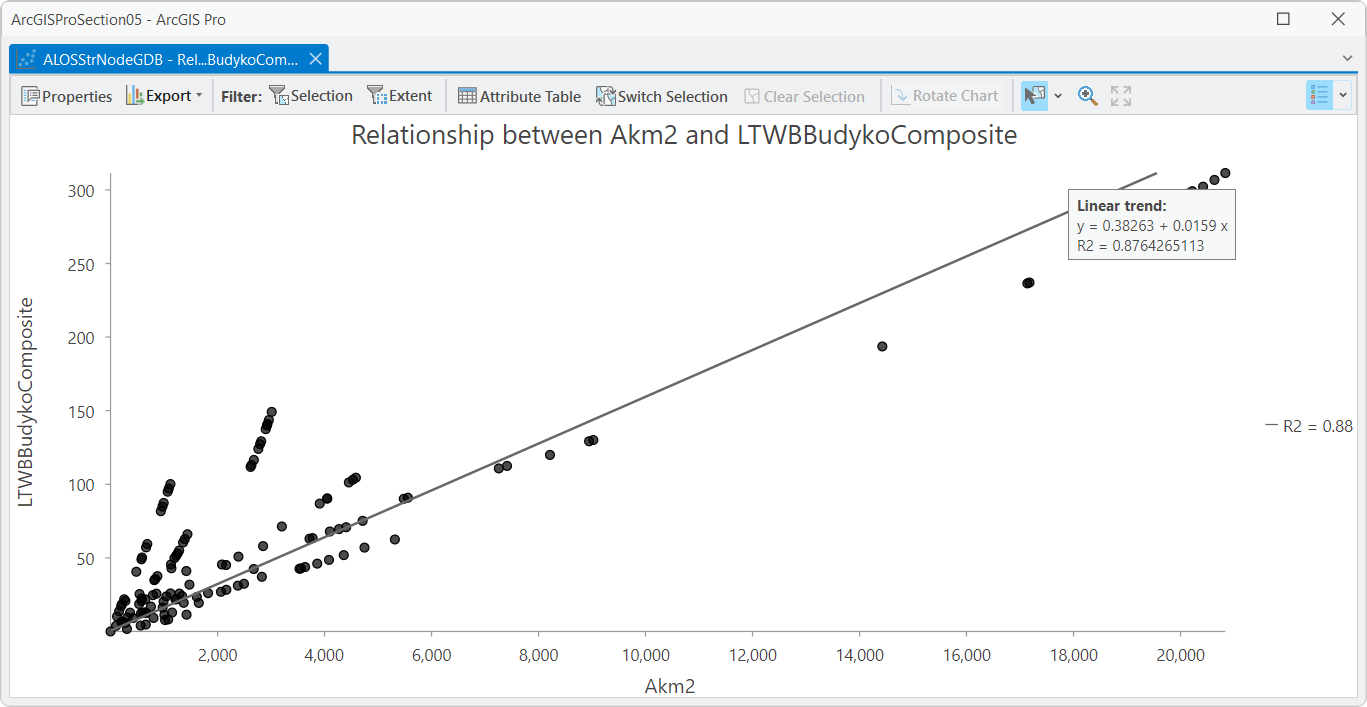 ArcGISProSection05 - ArcGIS Pro
ALOSStrNodeGDB - Rel...BudykoCom...
Properties Export Filter: Selection Extent Attribute Table Switch Selection Clear Selection Rotate Chart
Relationship between Akm2 and LTWBBudykoComposite
300
250
200
150
100
50
LTWBBudykoComposite
Linear trend:
y = 0.38263 + 0.0159 x
R2 = 0.8764265113
R2 = 0.88
2,000 4,000 6,000 8,000 10,000 12,000 14,000 16,000 18,000 20,000
Akm2